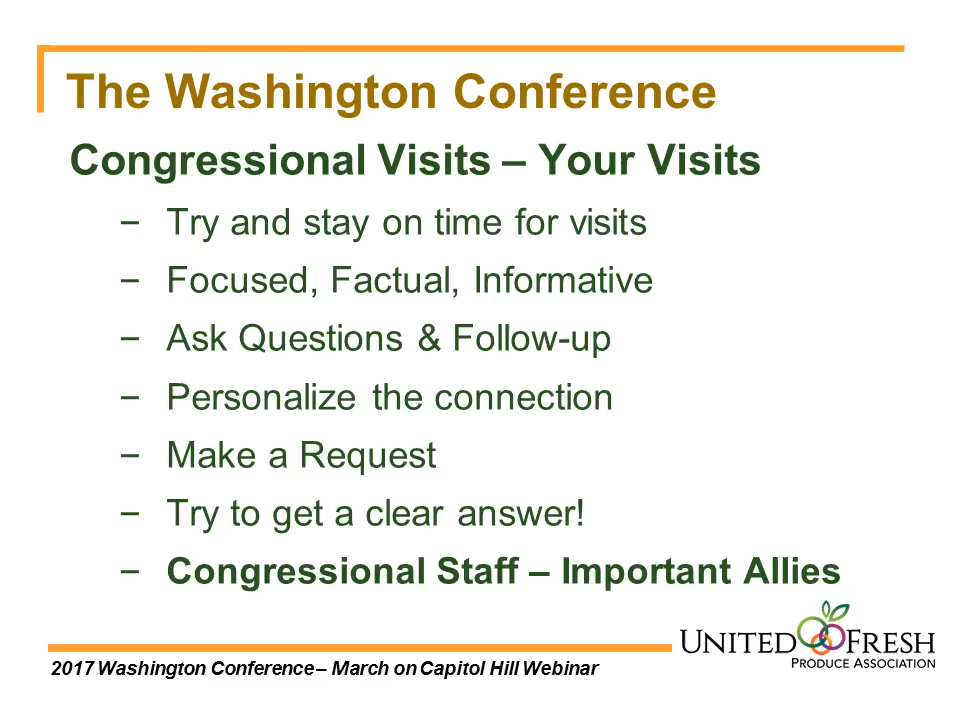 The Washington Conference
Congressional Visits – Your Visits
– Try and stay on time for visits
– Focused, Factual, Informative
– Ask Questions & Follow-up
– Personalize the connection
– Make a Request
– Try to get a clear answer!
– Congressional Staff – Important Allies
UNITED FRESH
PRODUCE ASSOCIATION
2017 Washington Conference – March on Capitol Hill Webinar